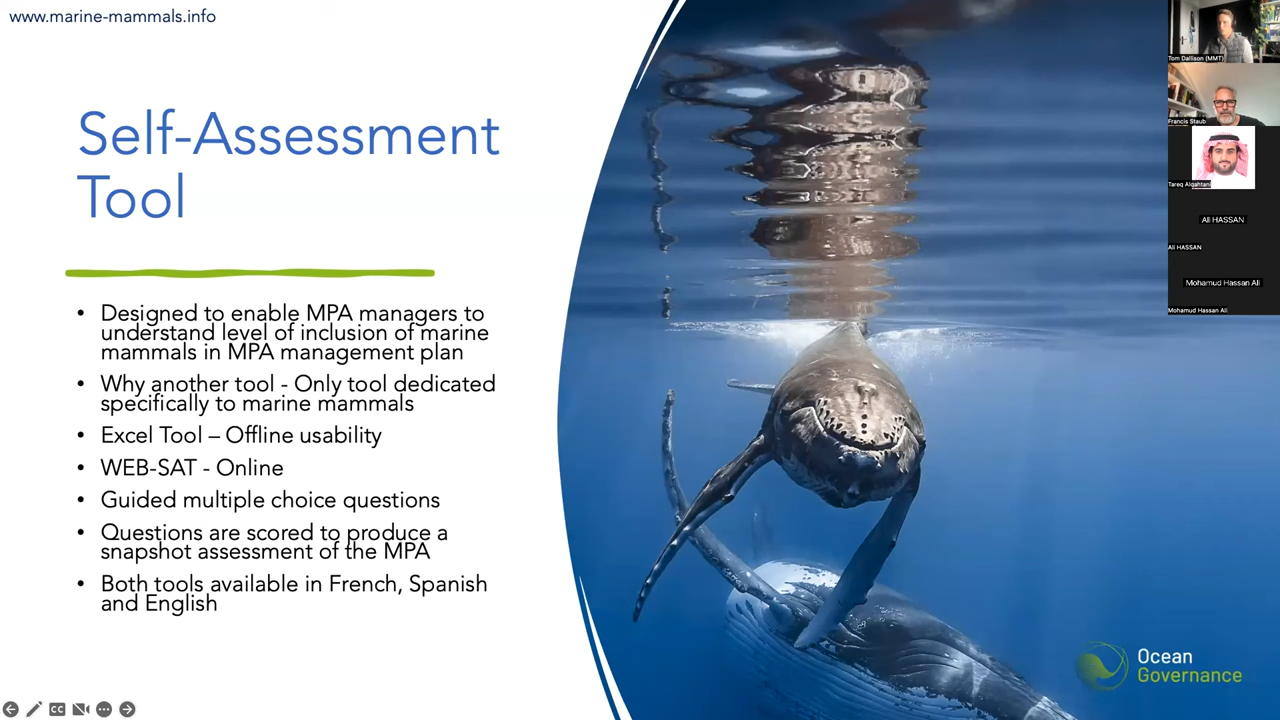 www.marine-mammals.info
Self-Assessment
Tool
• Designed to enable MPA managers to
understand level of inclusion of marine
mammals in MPA management plan
• Why another tool - Only tool dedicated
specifically to marine mammals
• Excel Tool – Offline usability
• WEB-SAT - Online
• Guided multiple choice questions
• Questions are scored to produce a
snapshot assessment of the MPA
• Both tools available in French, Spanish
and English
Ocean
Governance
Tom Dallison (MMT)
Francis Staub
Tareq Alqahtani
Ali HASSAN
Ali HASSAN
Mohamud Hassan Ali
Mohamud Hassan Ali
CC